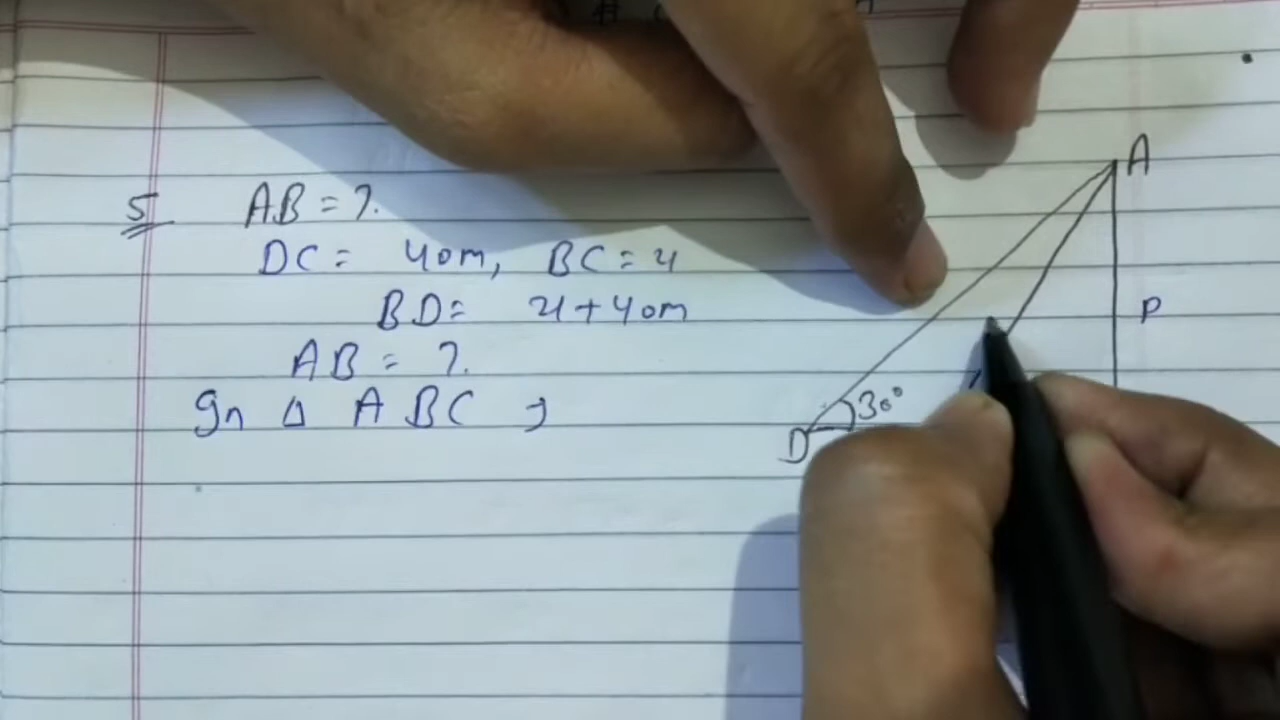 5 AB = ?.
DC = 40m, BC = x
BD = x + 40m
AB = ?.
In Δ ABC,
A
P
30°
D